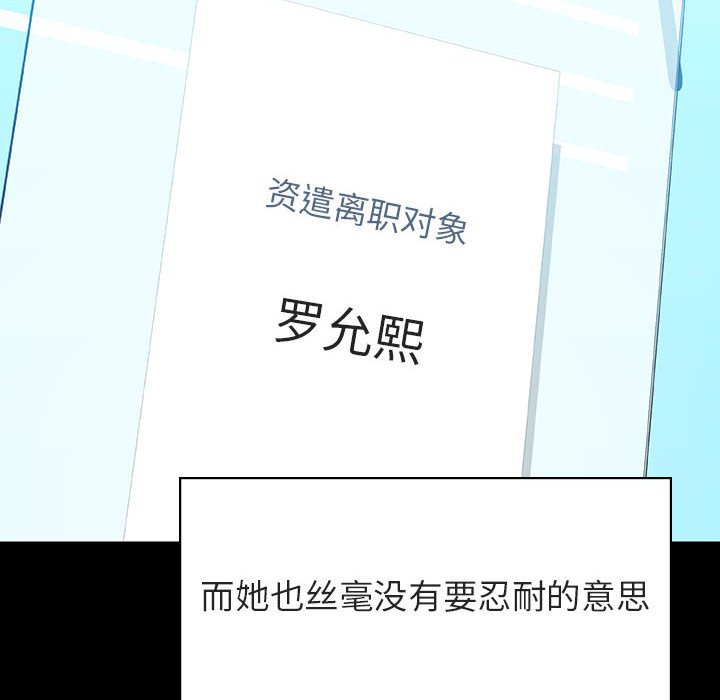 资遣离职对象
罗允熙
而她也丝毫没有要忍耐的意思